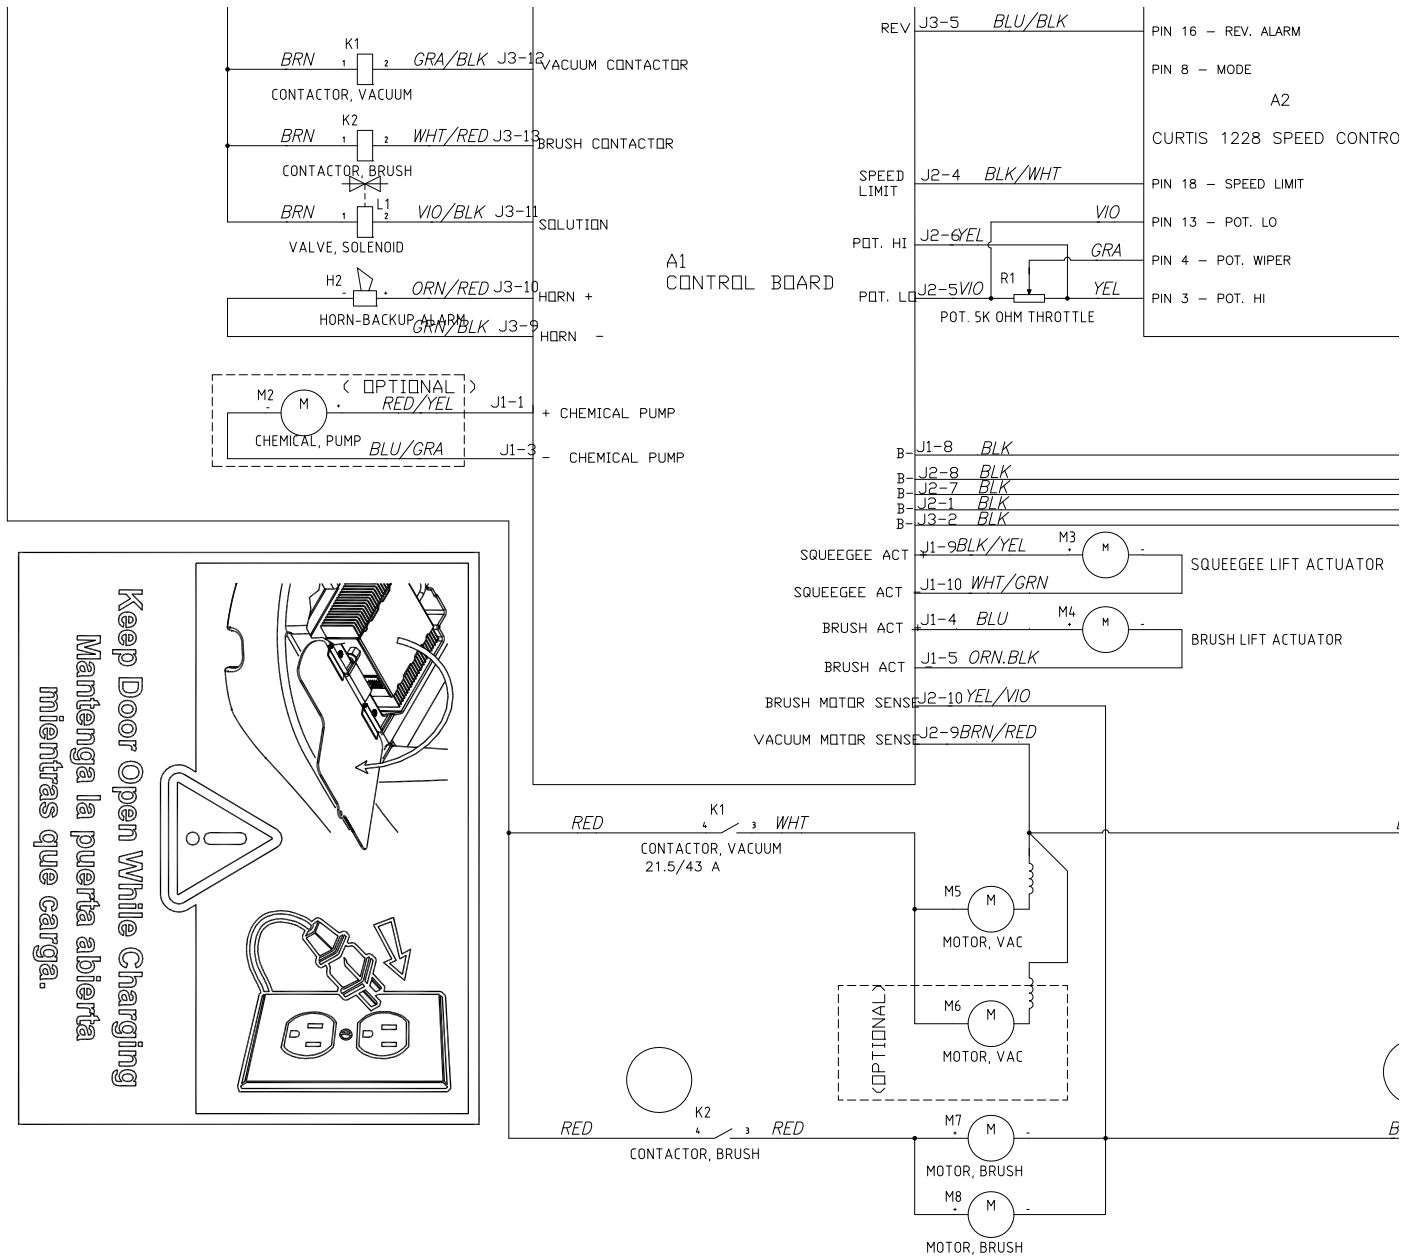 REV J3-5 BLU/BLK PIN 16 - REV. ALARM
K1
BRN 1 2 GRA/BLK J3-12 VACUUM CONTACTOR
CONTACTOR, VACUUM
PIN 8 - MODE
A2
CURTIS 1228 SPEED CONTRO
K2
BRN 1 2 WHT/RED J3-13 BRUSH CONTACTOR
CONTACTOR, BRUSH
SPEED LIMIT J2-4 BLK/WHT PIN 18 - SPEED LIMIT
L1
BRN 1 2 VIO/BLK J3-11 SOLUTION
VALVE, SOLENOID
VIO PIN 13 - POT. LO
POT. HI J2-6 YEL
GRA PIN 4 - POT. WIPER
A1
CONTROL BOARD
H2
- + ORN/RED J3-10 HORN +
HORN-BACKUP ALARM
GRN/BLK J3-9 HORN -
POT. LO J2-5 VIO R1 YEL PIN 3 - POT. HI
POT. 5K OHM THROTTLE
( OPTIONAL )
M2
- M + RED/YEL J1-1 + CHEMICAL PUMP
CHEMICAL, PUMP
BLU/GRA J1-3 - CHEMICAL PUMP
B- J1-8 BLK
B- J2-8 BLK
B- J2-7 BLK
B- J2-1 BLK
B- J3-2 BLK
SQUEEGEE ACT + J1-9 BLK/YEL M3 + M -
SQUEEGEE LIFT ACTUATOR
SQUEEGEE ACT - J1-10 WHT/GRN
BRUSH ACT + J1-4 BLU M4 + M -
BRUSH LIFT ACTUATOR
BRUSH ACT - J1-5 ORN.BLK
BRUSH MOTOR SENSE J2-10 YEL/VIO
VACUUM MOTOR SENSE J2-9 BRN/RED
Keep Door Open While Charging
Mantenga la puerta abierta
mientras que carga.
K1
RED 4 3 WHT
CONTACTOR, VACUUM
21.5/43 A
M5 M
MOTOR, VAC
(OPTIONAL)
M6 M
MOTOR, VAC
K2
RED 4 3 RED
CONTACTOR, BRUSH
M7 + M -
MOTOR, BRUSH
B
M8 + M -
MOTOR, BRUSH